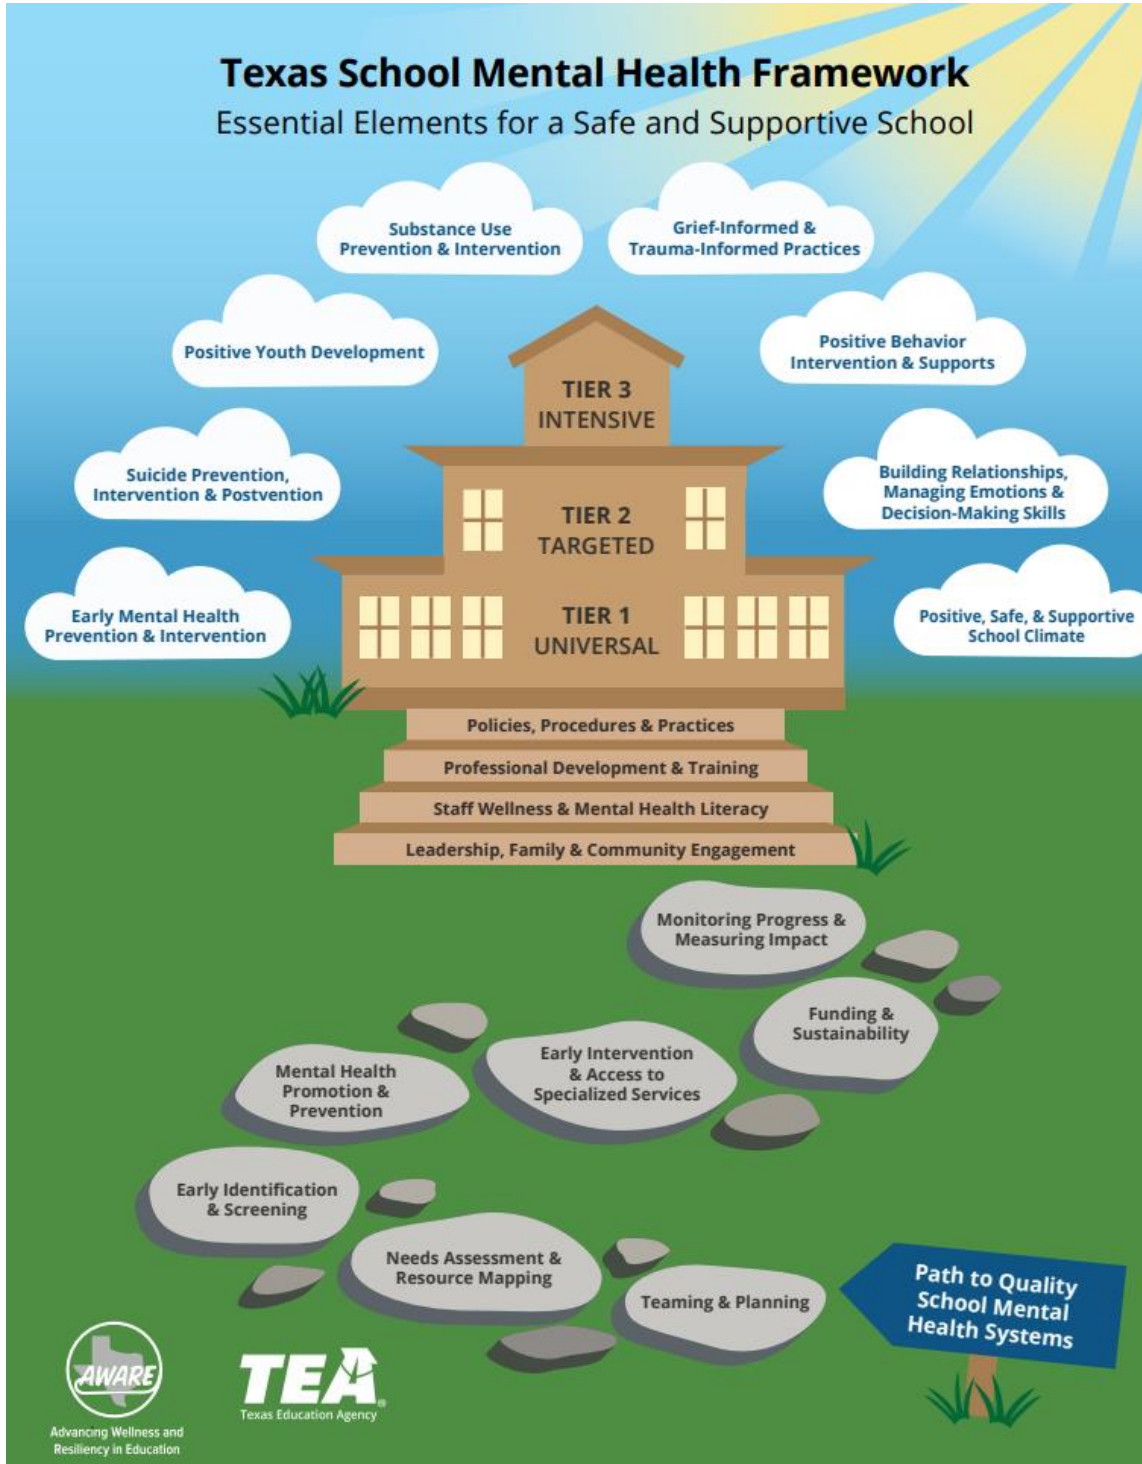 Texas School Mental Health Framework
Essential Elements for a Safe and Supportive School
Substance Use
Prevention & Intervention
Grief-Informed &
Trauma-Informed Practices
Positive Youth Development
Positive Behavior
Intervention & Supports
Suicide Prevention,
Intervention & Postvention
Building Relationships,
Managing Emotions &
Decision-Making Skills
Early Mental Health
Prevention & Intervention
Positive, Safe, & Supportive
School Climate
TIER 3
INTENSIVE
TIER 2
TARGETED
TIER 1
UNIVERSAL
Policies, Procedures & Practices
Professional Development & Training
Staff Wellness & Mental Health Literacy
Leadership, Family & Community Engagement
Monitoring Progress &
Measuring Impact
Funding &
Sustainability
Early Intervention
& Access to
Specialized Services
Mental Health
Promotion &
Prevention
Early Identification
& Screening
Needs Assessment &
Resource Mapping
Teaming & Planning
Path to Quality
School Mental
Health Systems
AWARE
Advancing Wellness and
Resiliency in Education
TEA®
Texas Education Agency